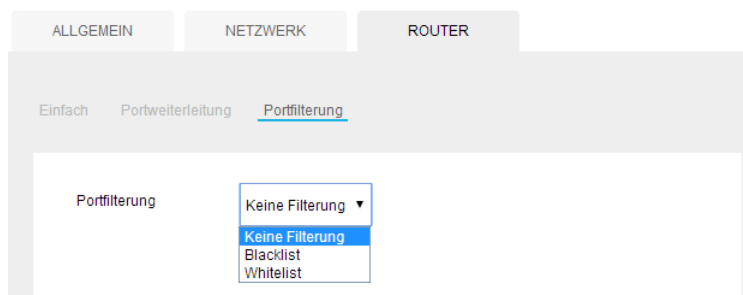 ALLGEMEIN NETZWERK ROUTER
Einfach Portweiterleitung Portfilterung
Portfilterung Keine Filterung
Keine Filterung
Blacklist
Whitelist